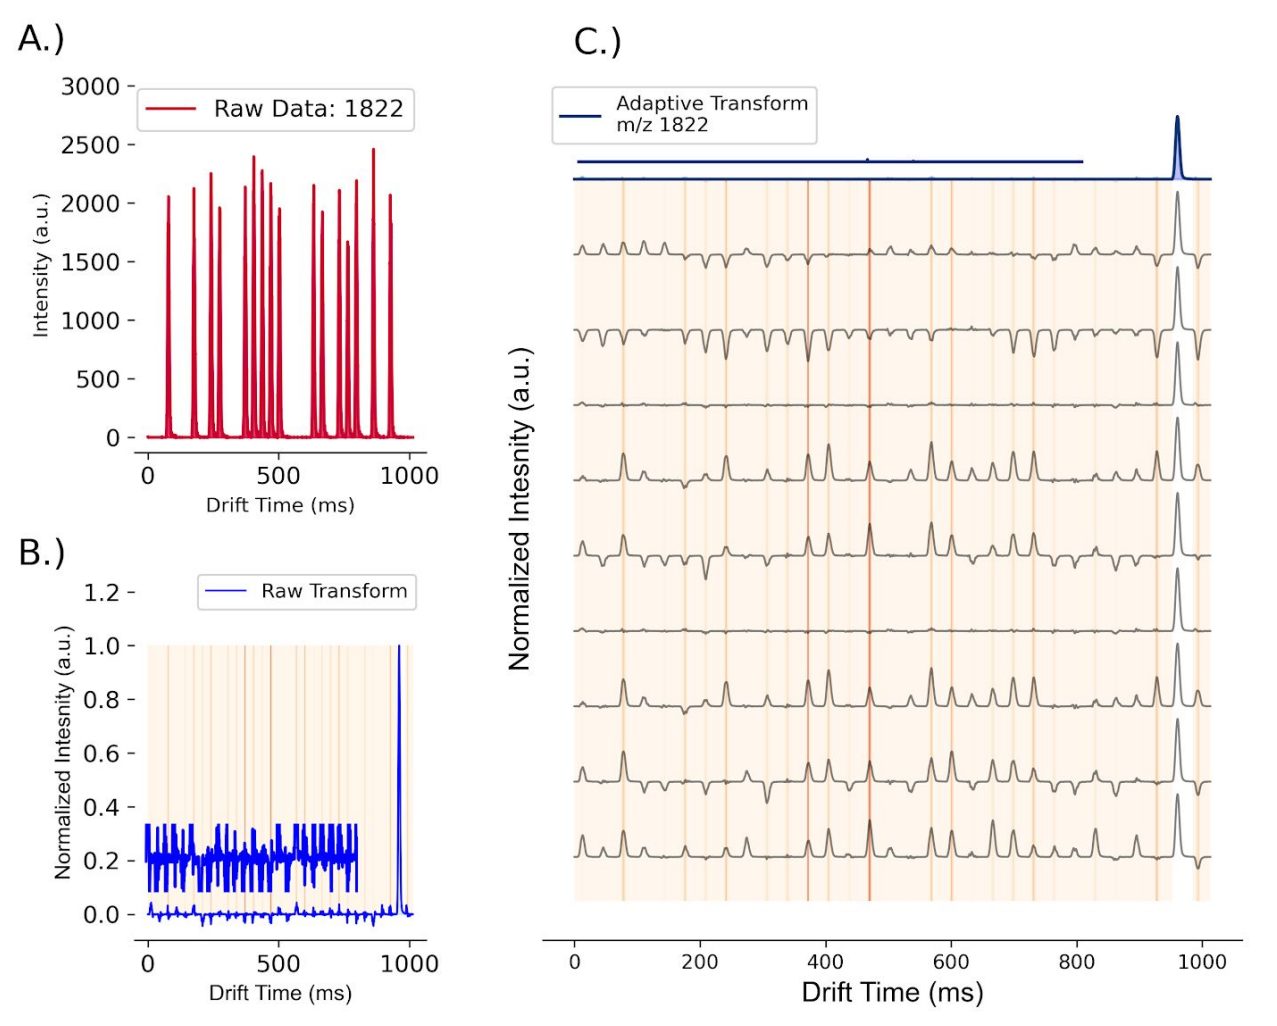 A.)
3000
2500
2000
1500
1000
500
0
Intensity (a.u.)
Raw Data: 1822
0 500 1000
Drift Time (ms)
B.)
1.2
1.0
0.8
0.6
0.4
0.2
0.0
Normalized Intesnity (a.u.)
Raw Transform
0 500 1000
Drift Time (ms)
C.)
Adaptive Transform
m/z 1822
Normalized Intesnity (a.u.)
0 200 400 600 800 1000
Drift Time (ms)